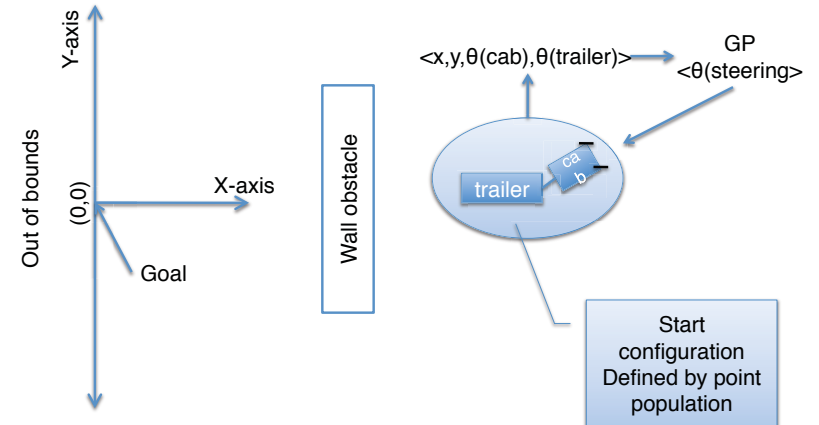 Y-axis
Out of bounds
(0,0)
X-axis
Goal
Wall obstacle
<x,y,θ(cab),θ(trailer)>
GP
<θ(steering>
trailer
ca
b
Start
configuration
Defined by point
population